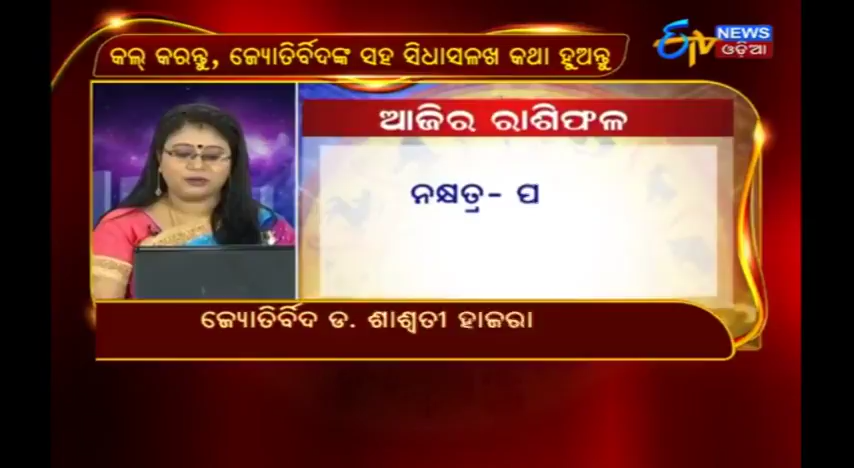 କଲ୍ କରନ୍ତୁ, ଜ୍ୟୋତିର୍ବିଦଙ୍କ ସହ ସିଧାସଳଖ କଥା ହୁଅନ୍ତୁ
ETV NEWS
ଓଡ଼ିଆ
ଆଜିର ରାଶିଫଳ
ନକ୍ଷତ୍ର- ପ
ଜ୍ୟୋତିର୍ବିଦ ଡ. ଶାଶ୍ୱତୀ ହାଜରା